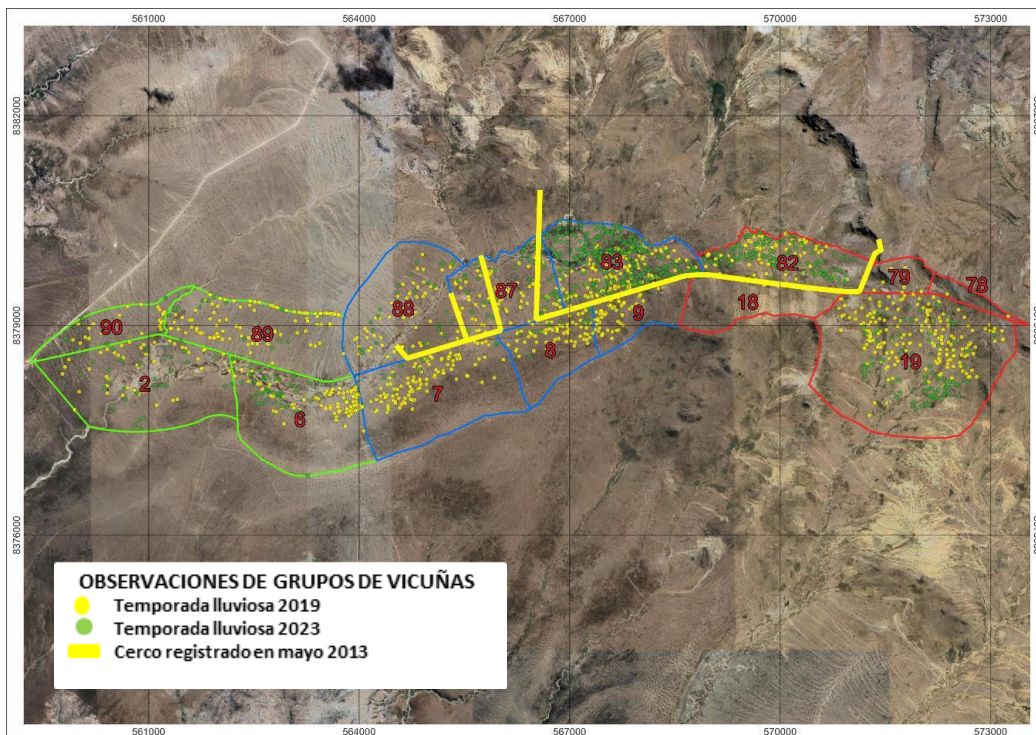 561000 564000 567000 570000 573000
8382000
90 89 2 6 88 87 83 82 79 78
7 8 9 18 19
8379000
8376000
OBSERVACIONES DE GRUPOS DE VICUÑAS
Temporada lluviosa 2019
Temporada lluviosa 2023
Cerco registrado en mayo 2013
561000 564000 567000 570000 573000